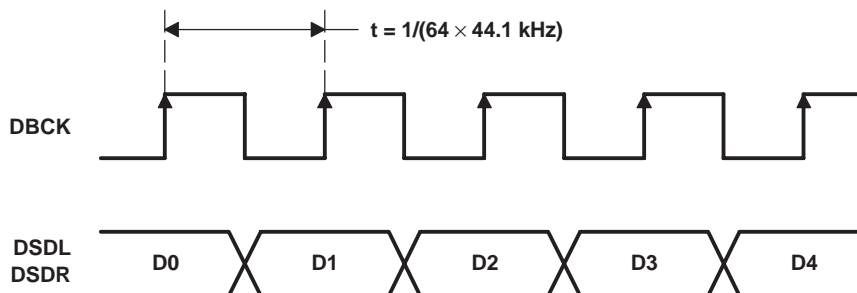 t = 1/(64 × 44.1 kHz)
DBCK
DSDL
DSDR
D0 D1 D2 D3 D4